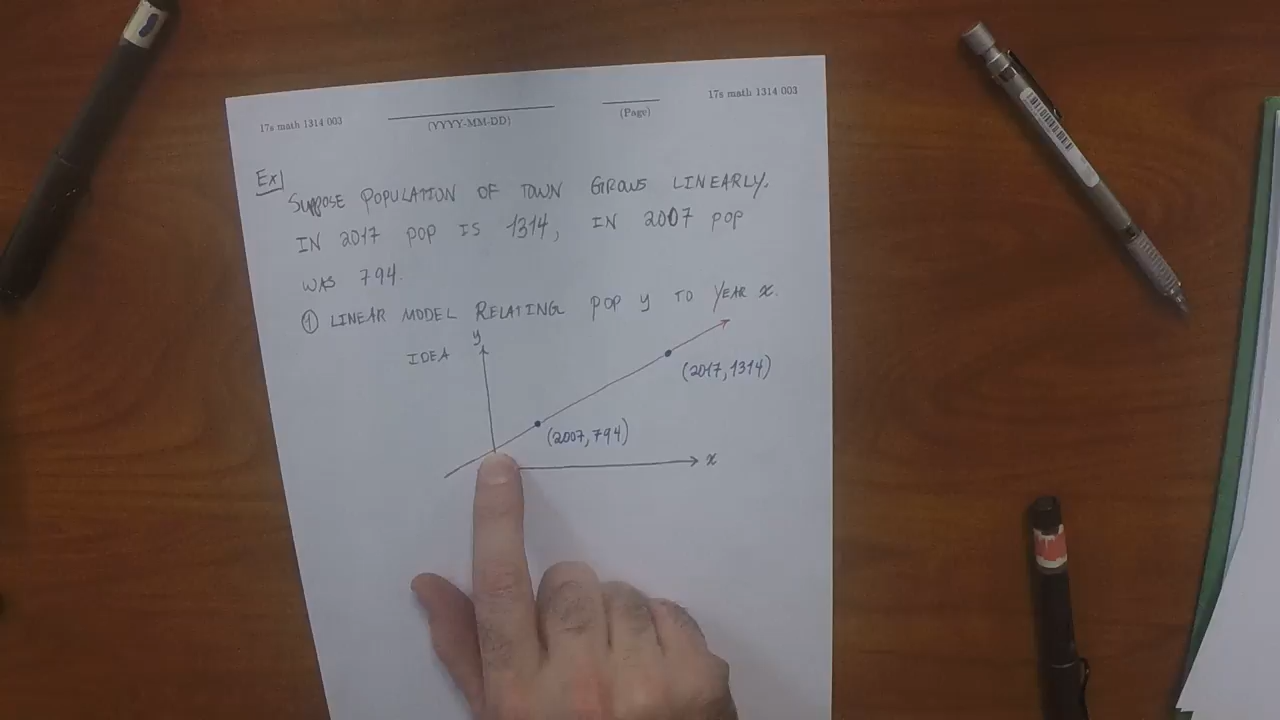 17s math 1314 003
(YYYY-MM-DD)
(Page)
17s math 1314 003
Ex
SUPPOSE POPULATION OF TOWN GROWS LINEARLY.
IN 2017 POP IS 1314, IN 2007 POP
WAS 794.
① LINEAR MODEL RELATING POP y TO YEAR x.
IDEA
y
(2017, 1314)
(2007, 794)
x